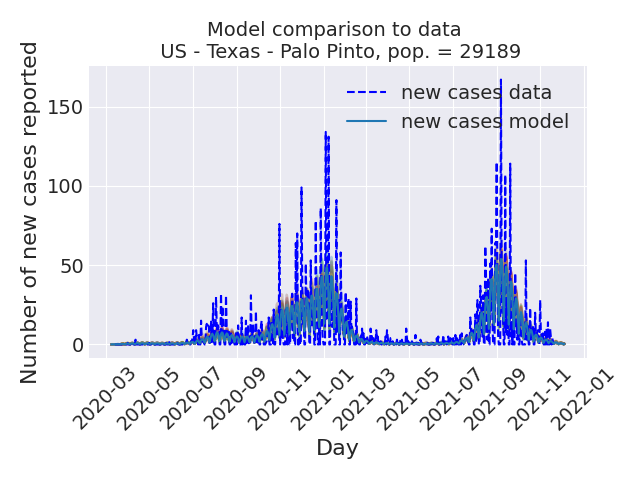 Model comparison to data
US - Texas - Palo Pinto, pop. = 29189
Number of new cases reported
150
100
50
0
new cases data
new cases model
2020-03
2020-05
2020-07
2020-09
2020-11
2021-01
2021-03
2021-05
2021-07
2021-09
2021-11
2022-01
Day